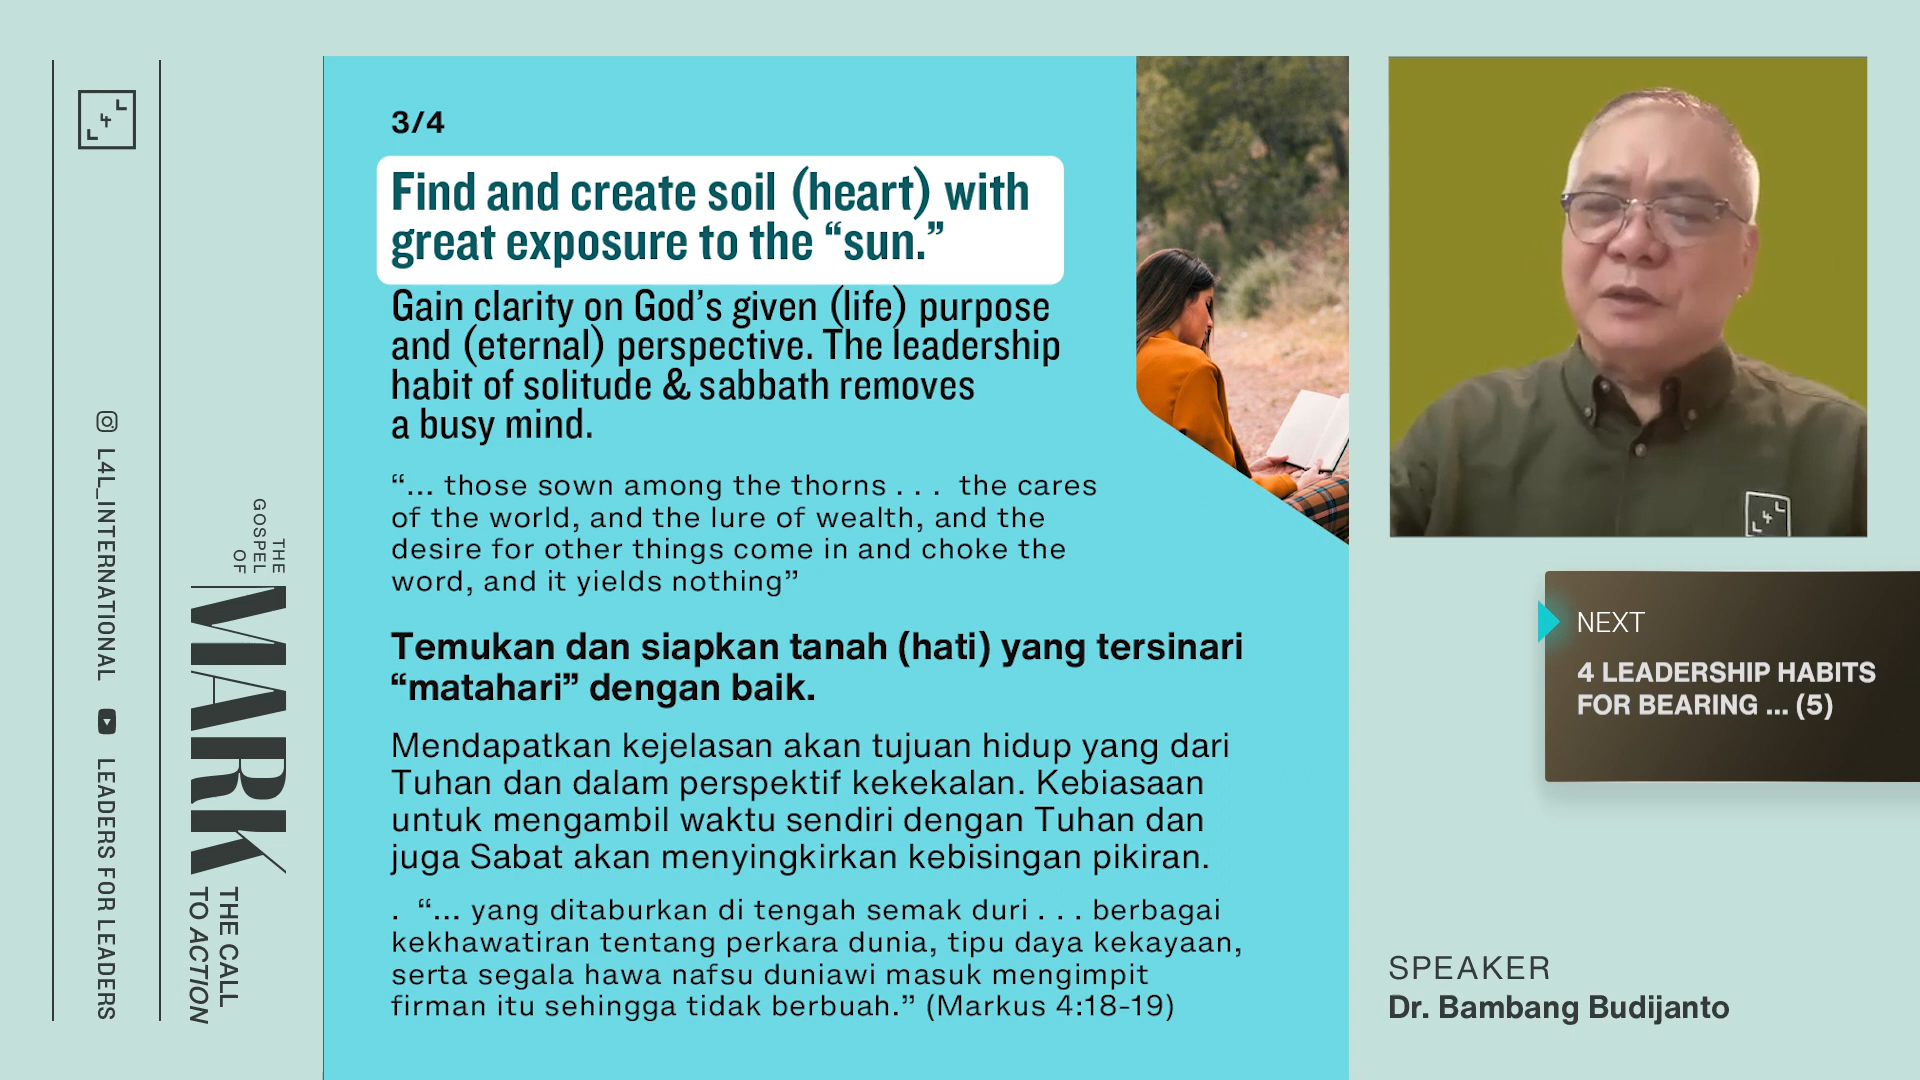 L4L_INTERNATIONAL
LEADERS FOR LEADERS
THE
GOSPEL
OF
MARK
THE CALL
TO ACTION
3/4
Find and create soil (heart) with
great exposure to the “sun.”
Gain clarity on God’s given (life) purpose
and (eternal) perspective. The leadership
habit of solitude & sabbath removes
a busy mind.
“... those sown among the thorns . . .  the cares
of the world, and the lure of wealth, and the
desire for other things come in and choke the
word, and it yields nothing”
Temukan dan siapkan tanah (hati) yang tersinari
“matahari” dengan baik.
Mendapatkan kejelasan akan tujuan hidup yang dari
Tuhan dan dalam perspektif kekekalan. Kebiasaan
untuk mengambil waktu sendiri dengan Tuhan dan
juga Sabat akan menyingkirkan kebisingan pikiran.
.  “... yang ditaburkan di tengah semak duri . . . berbagai
kekhawatiran tentang perkara dunia, tipu daya kekayaan,
serta segala hawa nafsu duniawi masuk mengimpit
firman itu sehingga tidak berbuah.” (Markus 4:18-19)
NEXT
4 LEADERSHIP HABITS
FOR BEARING ... (5)
SPEAKER
Dr. Bambang Budijanto